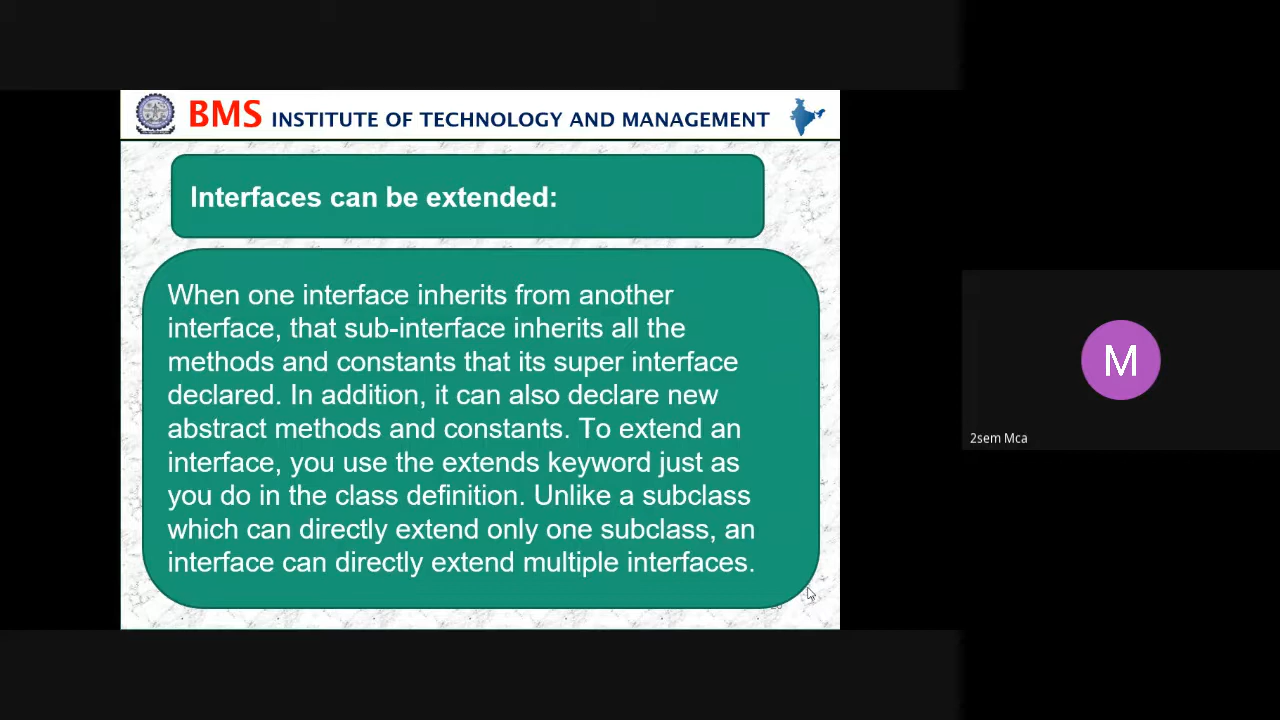 BMS INSTITUTE OF TECHNOLOGY AND MANAGEMENT
Interfaces can be extended:
When one interface inherits from another
interface, that sub-interface inherits all the
methods and constants that its super interface
declared. In addition, it can also declare new
abstract methods and constants. To extend an
interface, you use the extends keyword just as
you do in the class definition. Unlike a subclass
which can directly extend only one subclass, an
interface can directly extend multiple interfaces.
M
2sem Mca